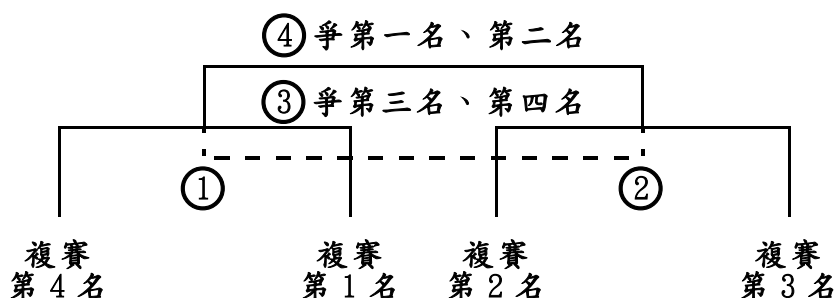 ④爭第一名、第二名
③爭第三名、第四名
① ②
複賽 複賽 複賽 複賽
第4名 第1名 第2名 第3名